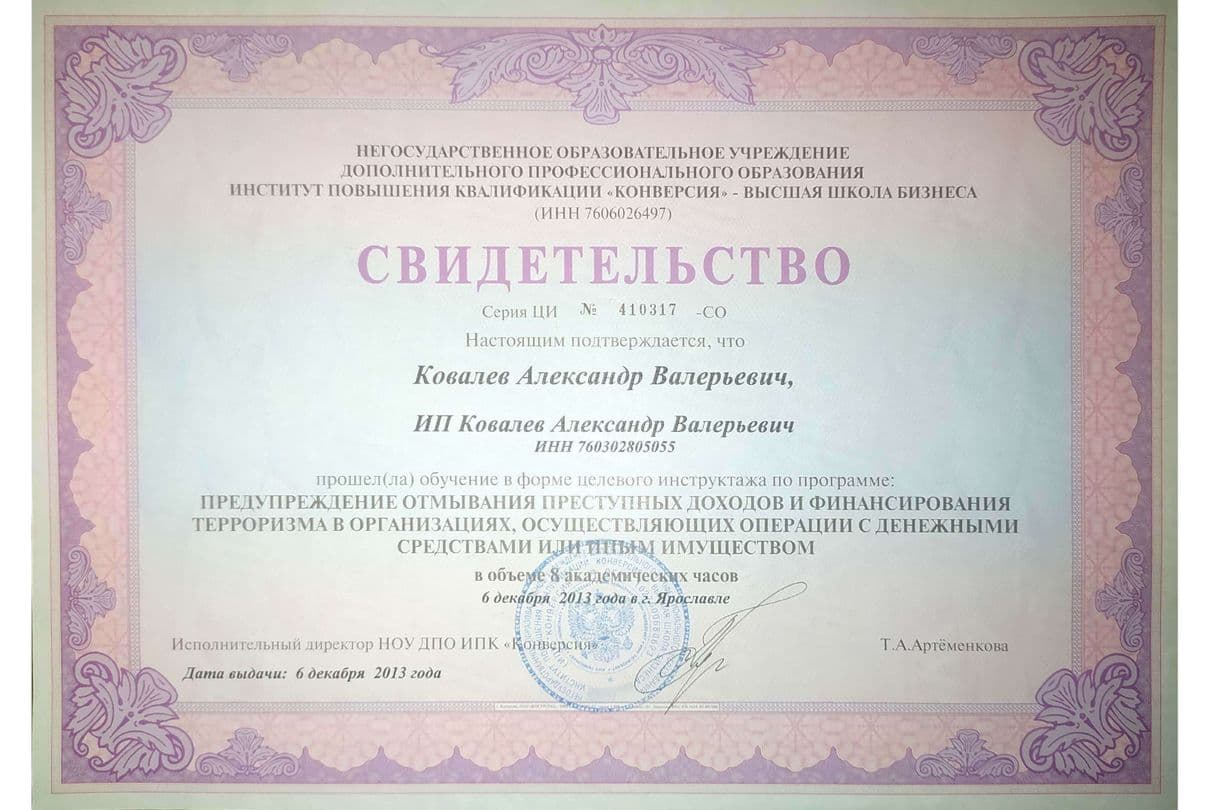 НЕГОСУДАРСТВЕННОЕ ОБРАЗОВАТЕЛЬНОЕ УЧРЕЖДЕНИЕ
ДОПОЛНИТЕЛЬНОГО ПРОФЕССИОНАЛЬНОГО ОБРАЗОВАНИЯ
ИНСТИТУТ ПОВЫШЕНИЯ КВАЛИФИКАЦИИ «КОНВЕРСИЯ» - ВЫСШАЯ ШКОЛА БИЗНЕСА
(ИНН 7606026497)
СВИДЕТЕЛЬСТВО
Серия ЦИ № 410317 -СО
Настоящим подтверждается, что
Ковалев Александр Валерьевич,
ИП Ковалев Александр Валерьевич
ИНН 760302805055
прошел(ла) обучение в форме целевого инструктажа по программе:
ПРЕДУПРЕЖДЕНИЕ ОТМЫВАНИЯ ПРЕСТУПНЫХ ДОХОДОВ И ФИНАНСИРОВАНИЯ
ТЕРРОРИЗМА В ОРГАНИЗАЦИЯХ, ОСУЩЕСТВЛЯЮЩИХ ОПЕРАЦИИ С ДЕНЕЖНЫМИ
СРЕДСТВАМИ ИЛИ ИНЫМ ИМУЩЕСТВОМ
в объеме 8 академических часов
6 декабря 2013 года в г. Ярославле
Исполнительный директор НОУ ДПО ИПК «Конверсия»
Т.А.Артёменкова
Дата выдачи: 6 декабря 2013 года